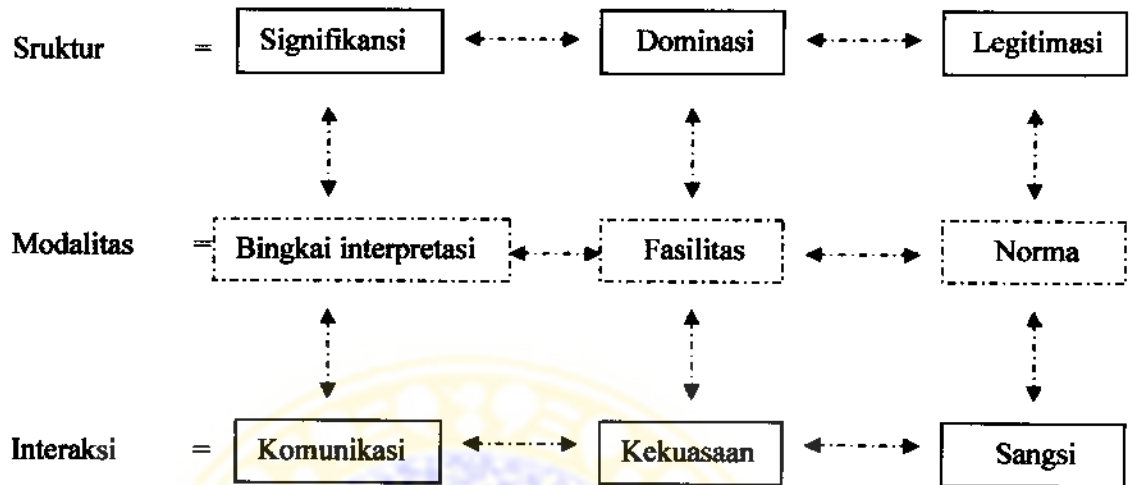 Sruktur = Signifikansi Dominasi Legitimasi
Modalitas = Bingkai interpretasi Fasilitas Norma
Interaksi = Komunikasi Kekuasaan Sangsi